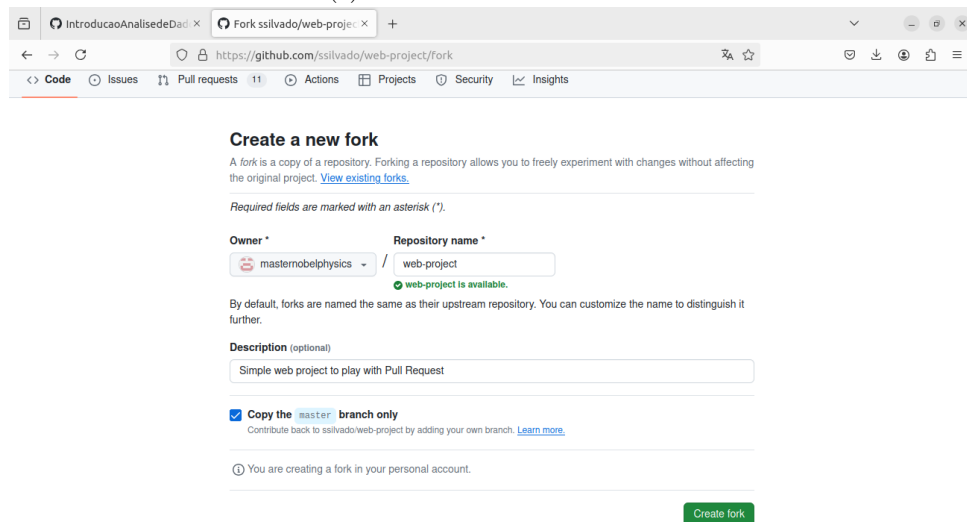 IntroducaoAnalisedeDad
Fork ssilvado/web-projec
https://github.com/ssilvado/web-project/fork
Code Issues Pull requests 11 Actions Projects Security Insights
Create a new fork
A fork is a copy of a repository. Forking a repository allows you to freely experiment with changes without affecting
the original project. View existing forks.
Required fields are marked with an asterisk (*).
Owner * Repository name *
masternobelphysics / web-project
web-project is available.
By default, forks are named the same as their upstream repository. You can customize the name to distinguish it
further.
Description (optional)
Simple web project to play with Pull Request
Copy the master branch only
Contribute back to ssilvado/web-project by adding your own branch. Learn more.
You are creating a fork in your personal account.
Create fork